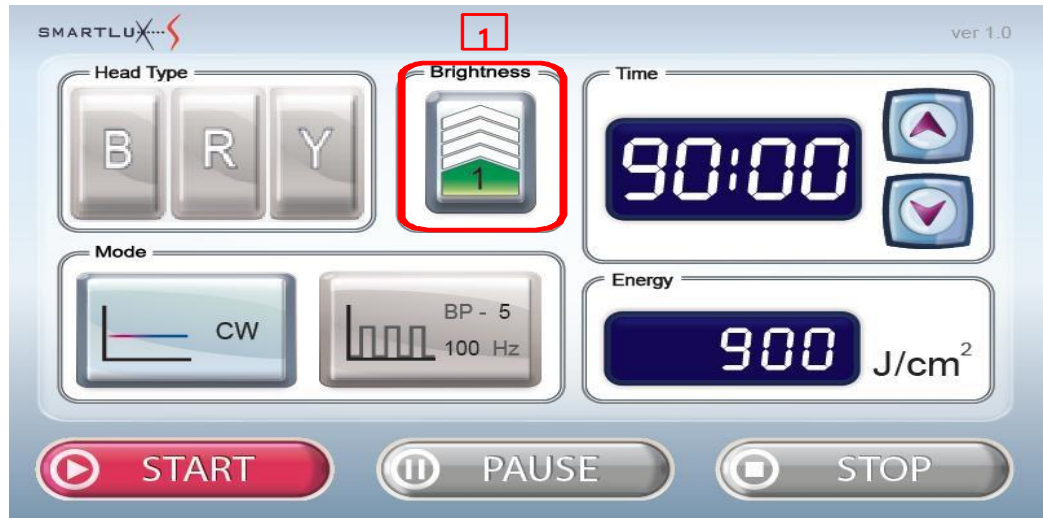 SMARTLUX S
1
ver 1.0
Head Type
B R Y
Brightness
1
Time
90:00
Mode
CW
BP - 5
100 Hz
Energy
900 J/cm²
START
PAUSE
STOP